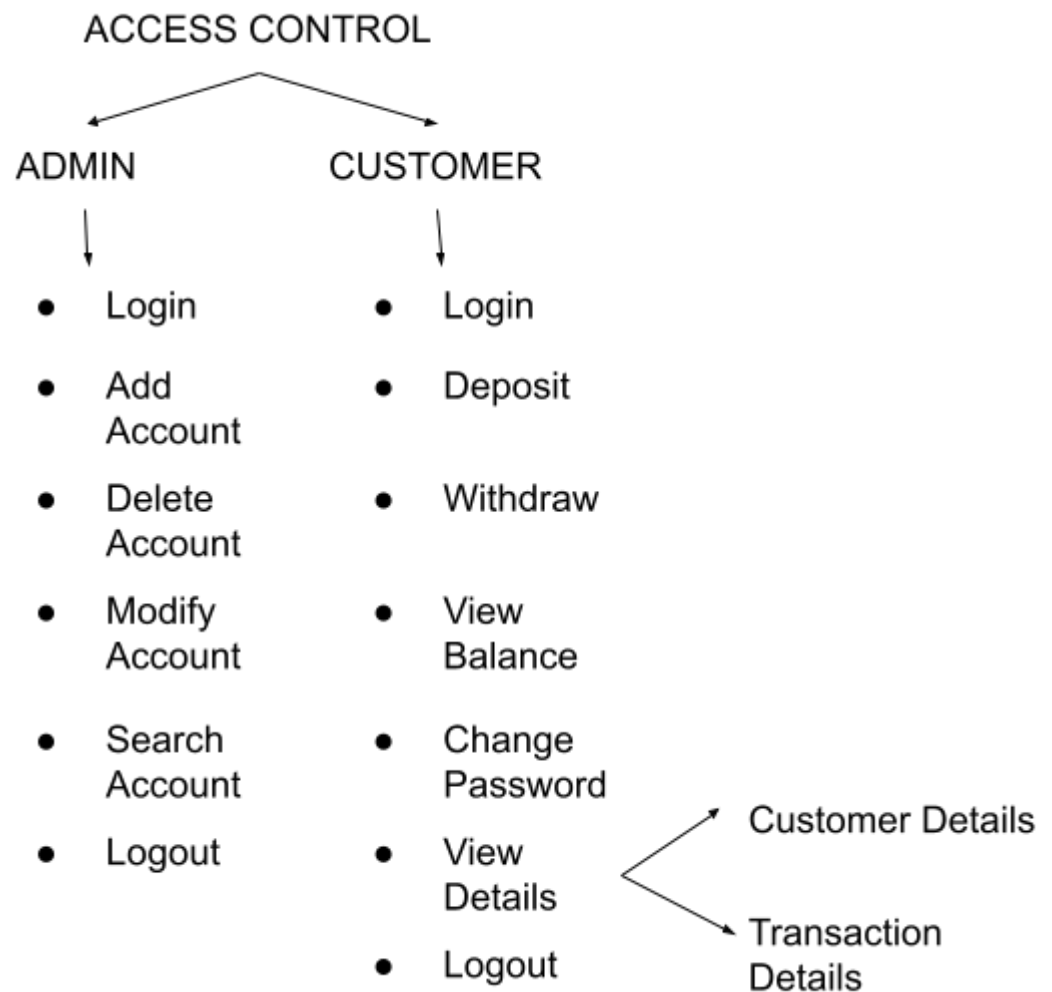 ACCESS CONTROL
ADMIN
CUSTOMER
● Login
● Add
Account
● Delete
Account
● Modify
Account
● Search
Account
● Logout
● Login
● Deposit
● Withdraw
● View
Balance
● Change
Password
● View
Details
● Logout
Customer Details
Transaction
Details